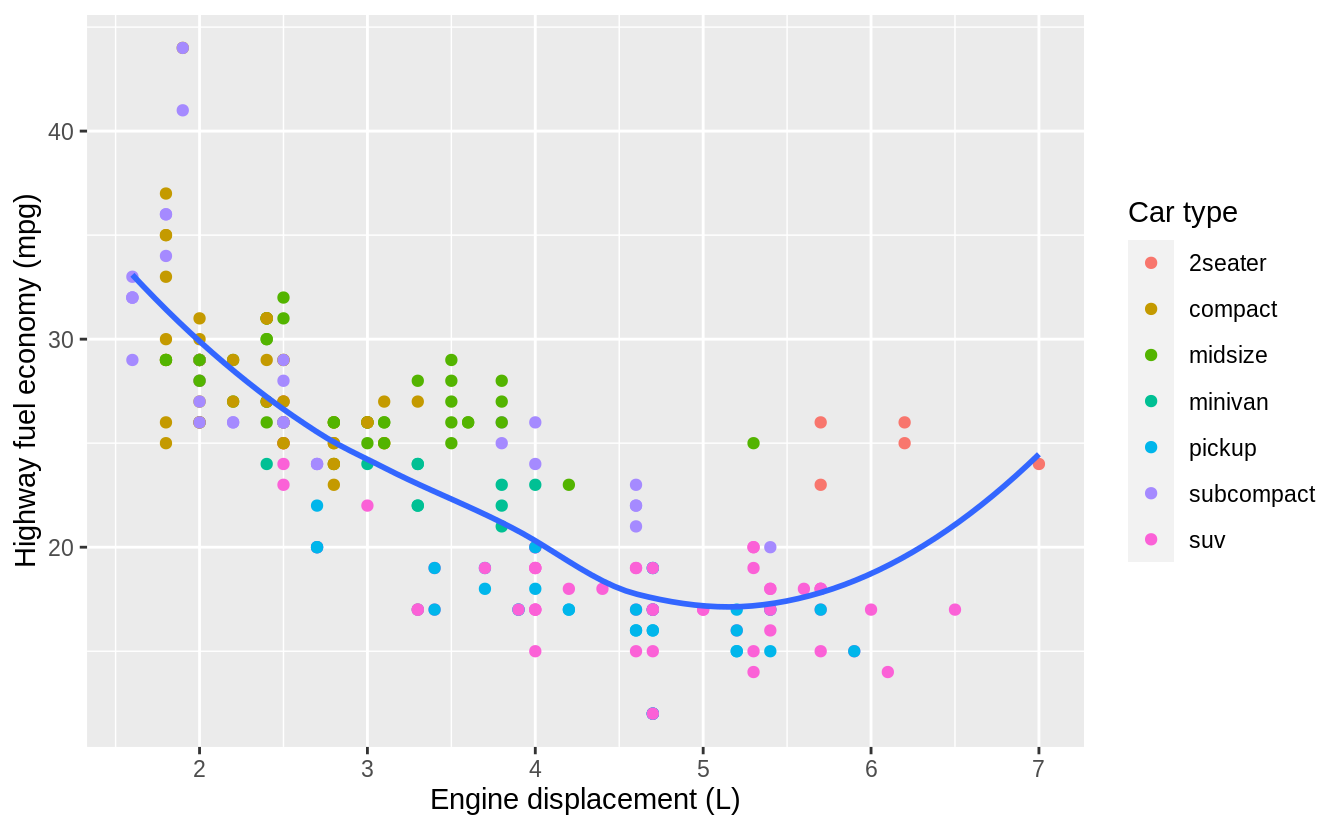 Highway fuel economy (mpg)
40
30
20
2 3 4 5 6 7
Engine displacement (L)
Car type
2seater
compact
midsize
minivan
pickup
subcompact
suv